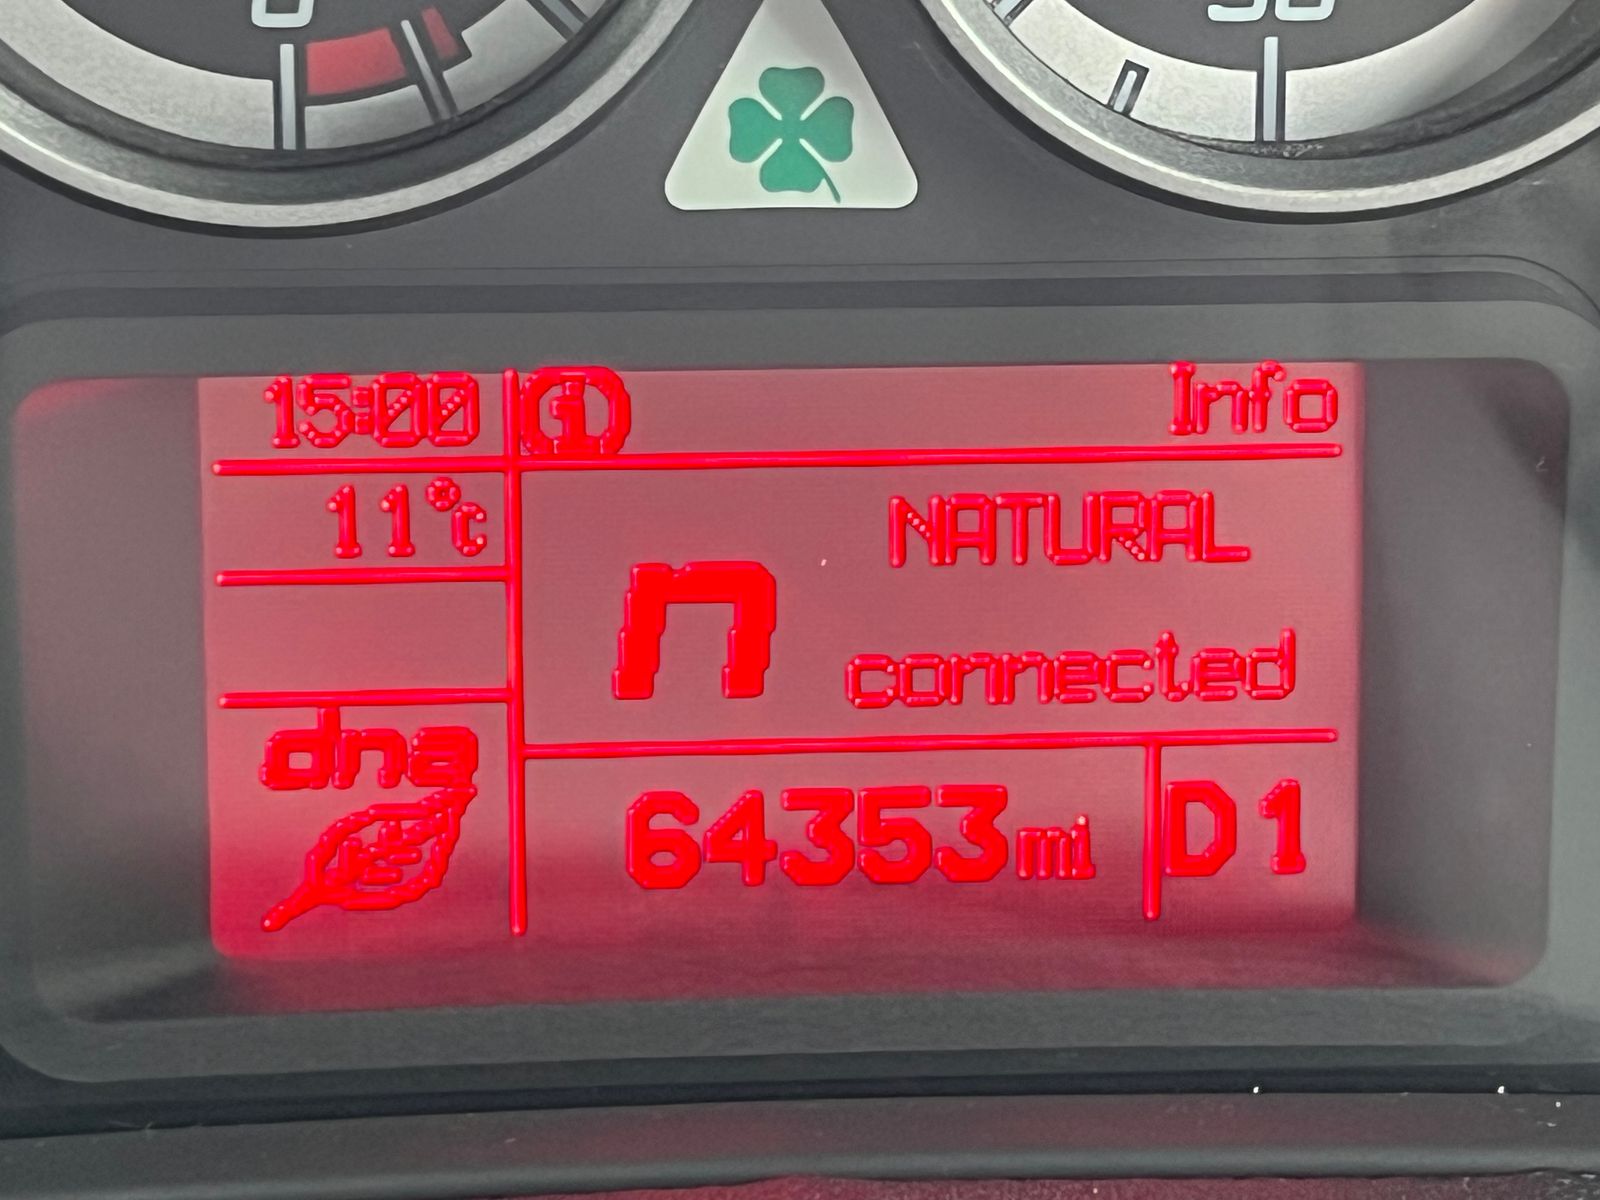 15:00 i Info
11°C
NATURAL
n
connected
dna
64353mi D1